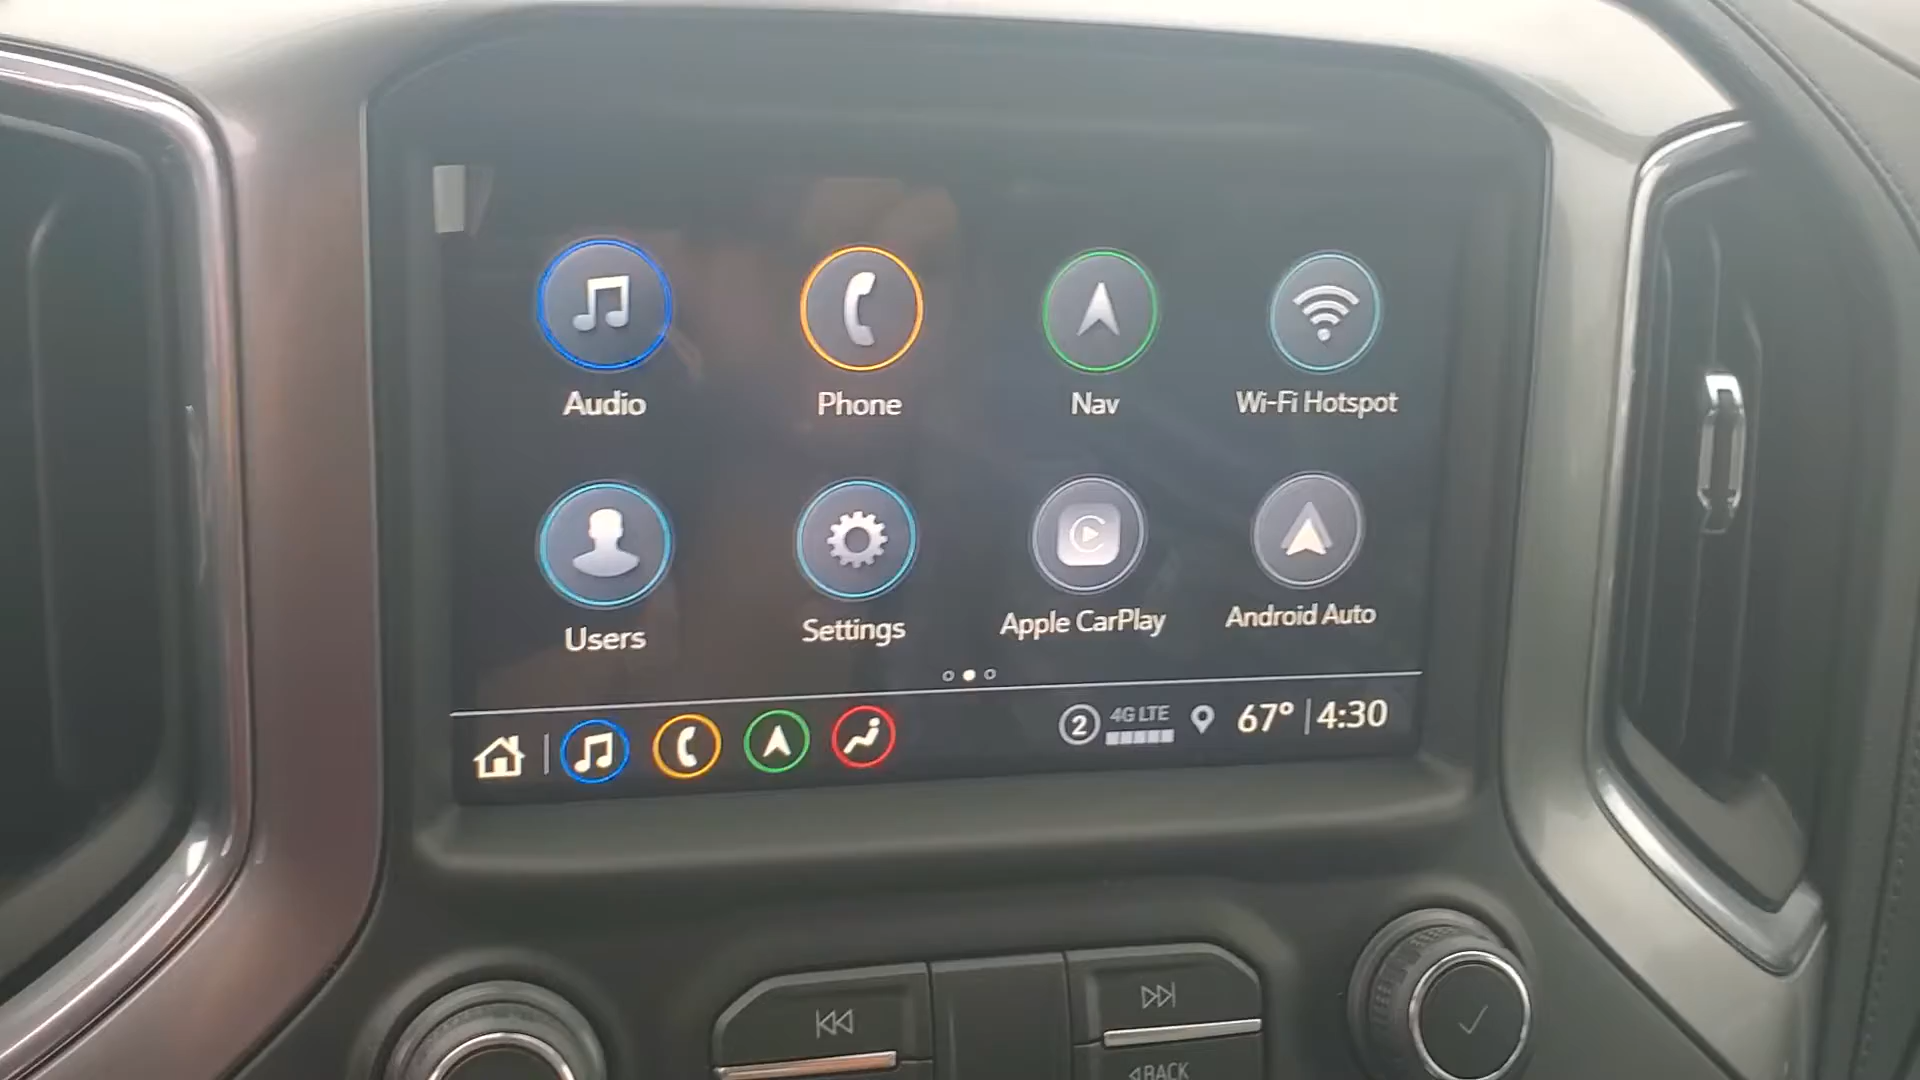 Audio Phone Nav Wi-Fi Hotspot
Users Settings Apple CarPlay Android Auto
2 4G LTE 67° 4:30
BACK